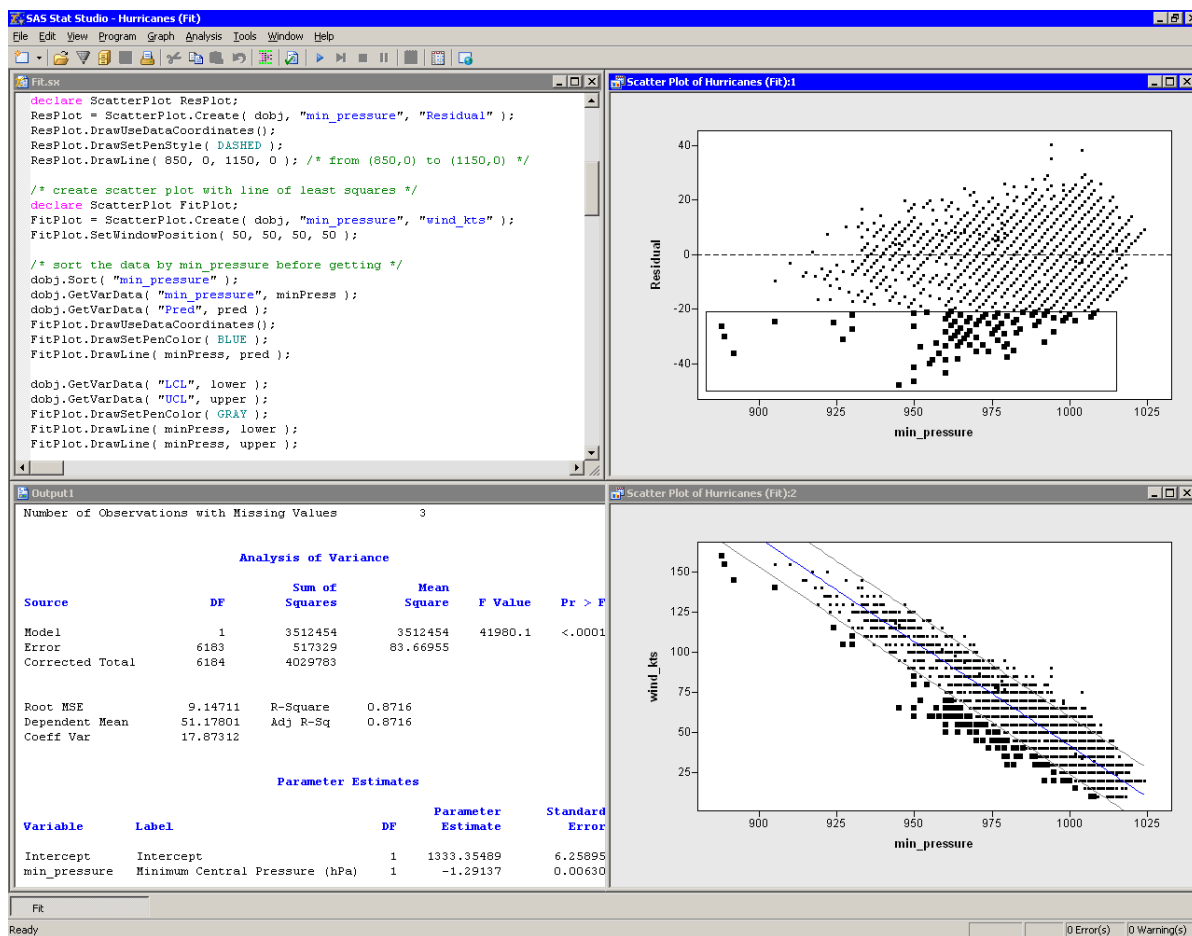 SAS Stat Studio - Hurricanes (Fit)
File Edit View Program Graph Analysis Tools Window Help
Fit.sx
declare ScatterPlot ResPlot;
ResPlot = ScatterPlot.Create( dobj, "min_pressure", "Residual" );
ResPlot.DrawUseDataCoordinates();
ResPlot.DrawSetPenStyle( DASHED );
ResPlot.DrawLine( 850, 0, 1150, 0 ); /* from (850,0) to (1150,0) */
/* create scatter plot with line of least squares */
declare ScatterPlot FitPlot;
FitPlot = ScatterPlot.Create( dobj, "min_pressure", "wind_kts" );
FitPlot.SetWindowPosition( 50, 50, 50, 50 );
/* sort the data by min_pressure before getting */
dobj.Sort( "min_pressure" );
dobj.GetVarData( "min_pressure", minPress );
dobj.GetVarData( "Pred", pred );
FitPlot.DrawUseDataCoordinates();
FitPlot.DrawSetPenColor( BLUE );
FitPlot.DrawLine( minPress, pred );
dobj.GetVarData( "LCL", lower );
dobj.GetVarData( "UCL", upper );
FitPlot.DrawSetPenColor( GRAY );
FitPlot.DrawLine( minPress, lower );
FitPlot.DrawLine( minPress, upper );
Scatter Plot of Hurricanes (Fit):1
40
20
0
-20
-40
Residual
900 925 950 975 1000 1025
min_pressure
Output1
Number of Observations with Missing Values 3
Analysis of Variance
Sum of Mean
Source DF Squares Square F Value Pr > F
Model 1 3512454 3512454 41980.1 <.0001
Error 6183 517329 83.66955
Corrected Total 6184 4029783
Root MSE 9.14711 R-Square 0.8716
Dependent Mean 51.17801 Adj R-Sq 0.8716
Coeff Var 17.87312
Parameter Estimates
Parameter Standard
Variable Label DF Estimate Error
Intercept Intercept 1 1333.35489 6.25895
min_pressure Minimum Central Pressure (hPa) 1 -1.29137 0.00630
Scatter Plot of Hurricanes (Fit):2
150
125
100
75
50
25
wind_kts
900 925 950 975 1000 1025
min_pressure
Fit
Ready
0 Error(s) 0 Warning(s)